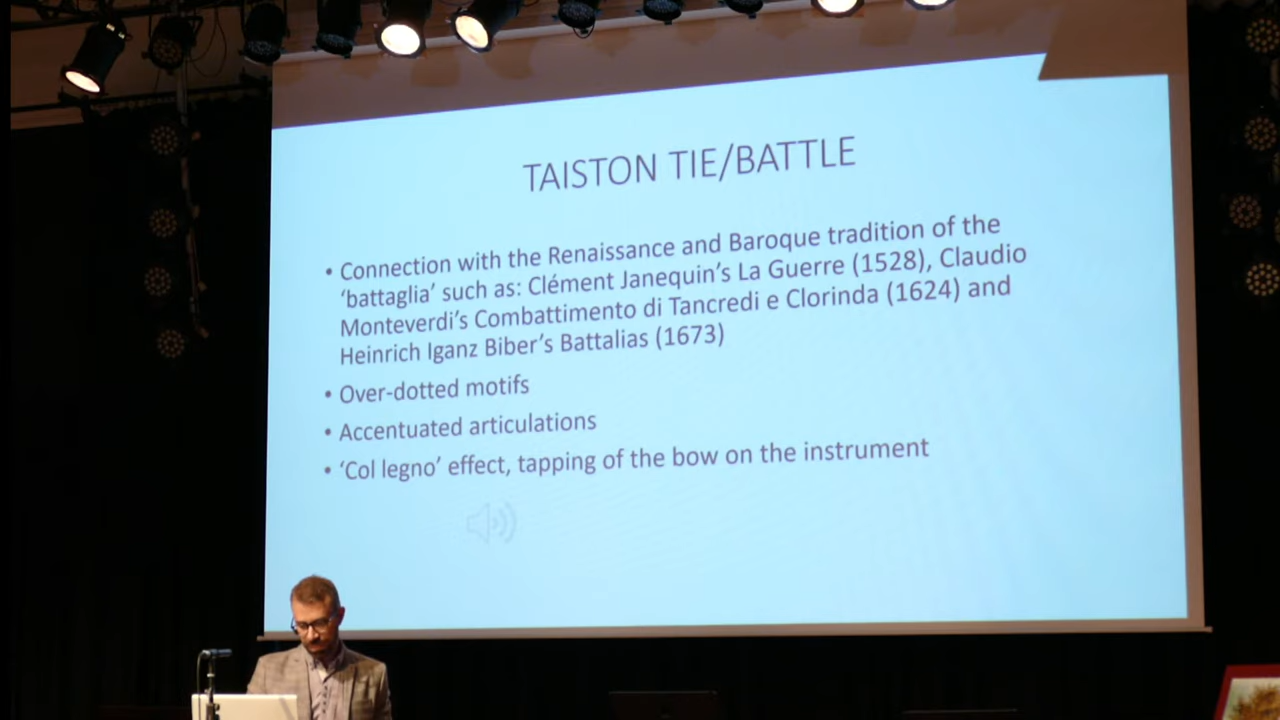 TAISTON TIE/BATTLE
• Connection with the Renaissance and Baroque tradition of the
‘battaglia’ such as: Clément Janequin’s La Guerre (1528), Claudio
Monteverdi’s Combattimento di Tancredi e Clorinda (1624) and
Heinrich Iganz Biber’s Battalias (1673)
• Over-dotted motifs
• Accentuated articulations
• ‘Col legno’ effect, tapping of the bow on the instrument